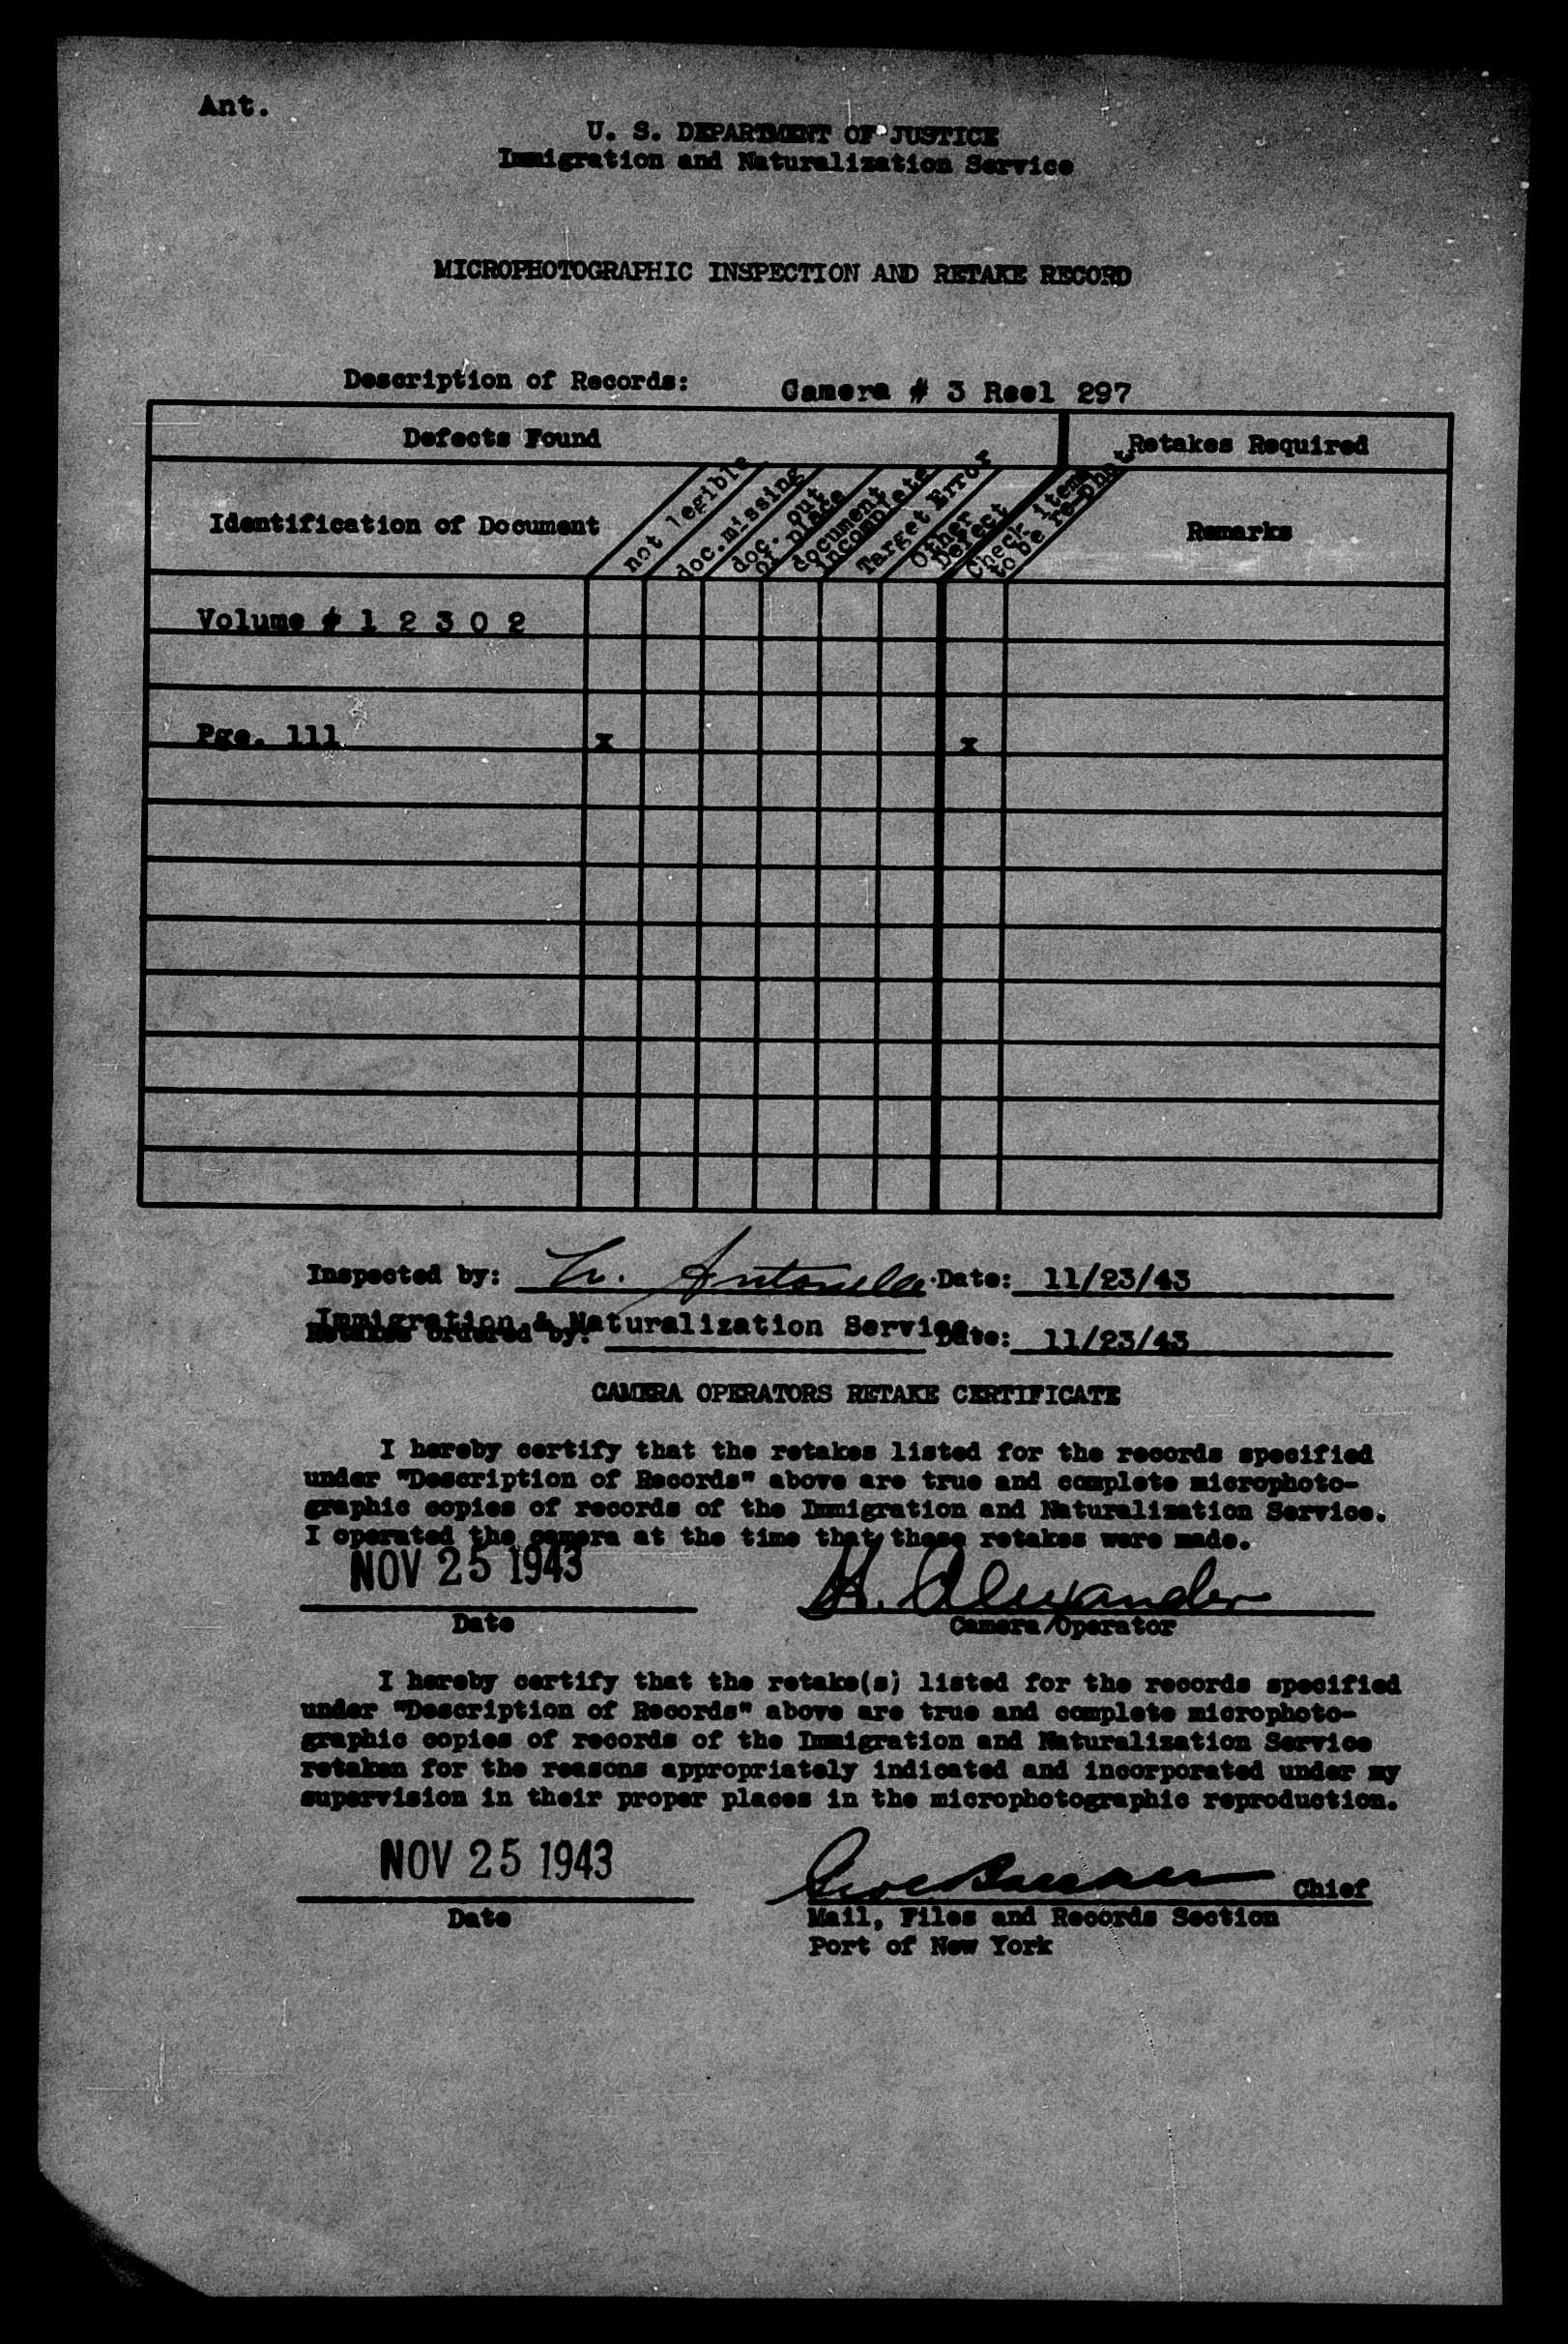 Ant.
U. S. DEPARTMENT OF JUSTICE
Immigration and Naturalization Service
MICROPHOTOGRAPHIC INSPECTION AND RETAKE RECORD
Description of Records: Camera # 3 Reel 297
Defects Found
Retakes Required
Identification of Document
not legible
doc. missing
doc. out
of place
document
incomplete
Target Error
Other
Defect
Check items
to be re-phot
Remarks
Volume # 1 2 3 0 2
Pge. 111 x x
Inspected by: Date: 11/23/43
Immigration & Naturalization Service
Retakes Ordered by: Date: 11/23/43
CAMERA OPERATORS RETAKE CERTIFICATE
I hereby certify that the retakes listed for the records specified
under "Description of Records" above are true and complete microphoto-
graphic copies of records of the Immigration and Naturalization Service.
I operated the camera at the time that these retakes were made.
NOV 25 1943 H. Alexander
Date Camera/Operator
I hereby certify that the retake(s) listed for the records specified
under "Description of Records" above are true and complete microphoto-
graphic copies of records of the Immigration and Naturalization Service
retaken for the reasons appropriately indicated and incorporated under my
supervision in their proper places in the microphotographic reproduction.
NOV 25 1943 Chief
Date Mail, Files and Records Section
Port of New York